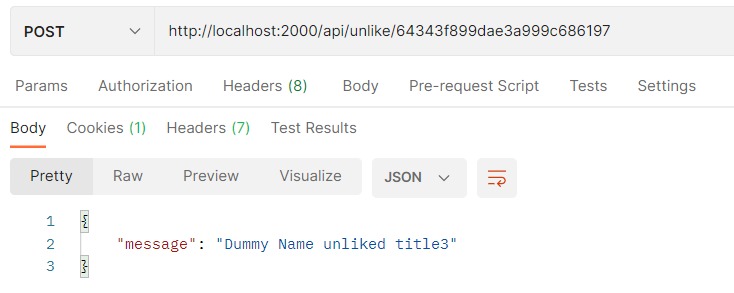 POST http://localhost:2000/api/unlike/64343f899dae3a999c686197
Params Authorization Headers (8) Body Pre-request Script Tests Settings
Body Cookies (1) Headers (7) Test Results
Pretty Raw Preview Visualize JSON
1 {
2 "message": "Dummy Name unliked title3"
3 }